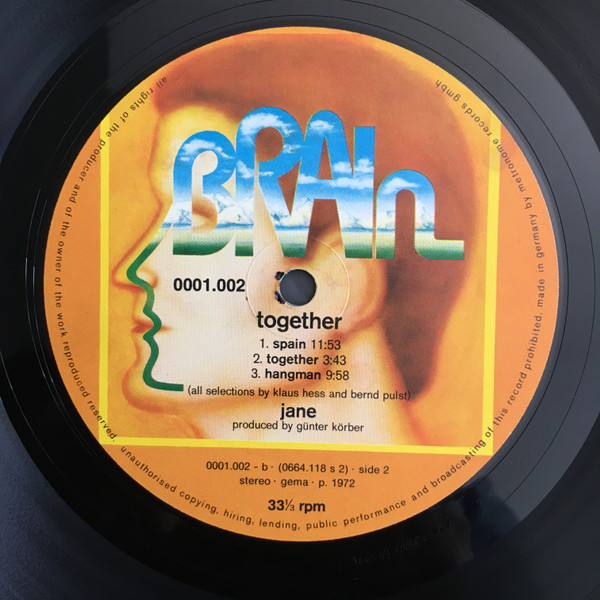 BRAIn
0001.002
together
1. spain 11:53
2. together 3:43
3. hangman 9:58
(all selections by klaus hess and bernd pulst)
jane
produced by günter körber
0001.002 - b · (0664.118 s 2) · side 2
stereo · gema · p. 1972
33⅓ rpm
all rights of the producer and of the owner of the work reproduced reserved. unauthorised copying, hiring, lending, public performance and broadcasting of this record prohibited. made in germany by metronome records gmbh